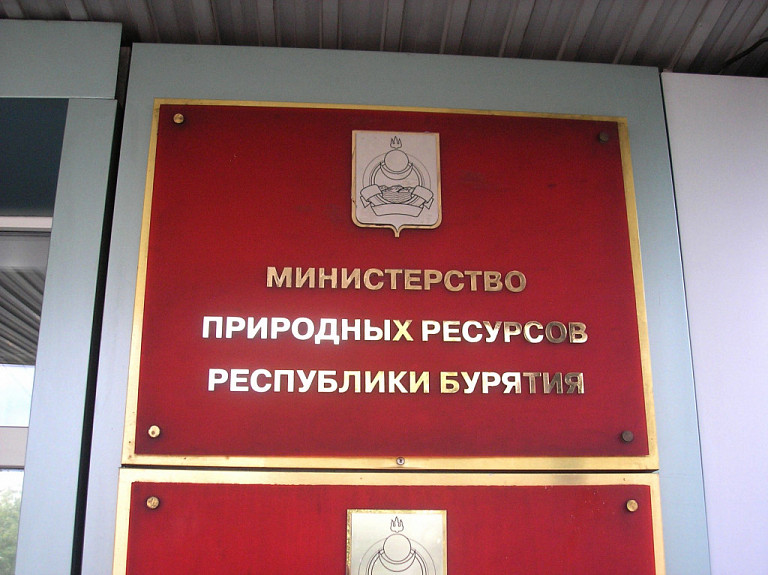 МИНИСТЕРСТВО
ПРИРОДНЫХ РЕСУРСОВ
РЕСПУБЛИКИ БУРЯТИЯ